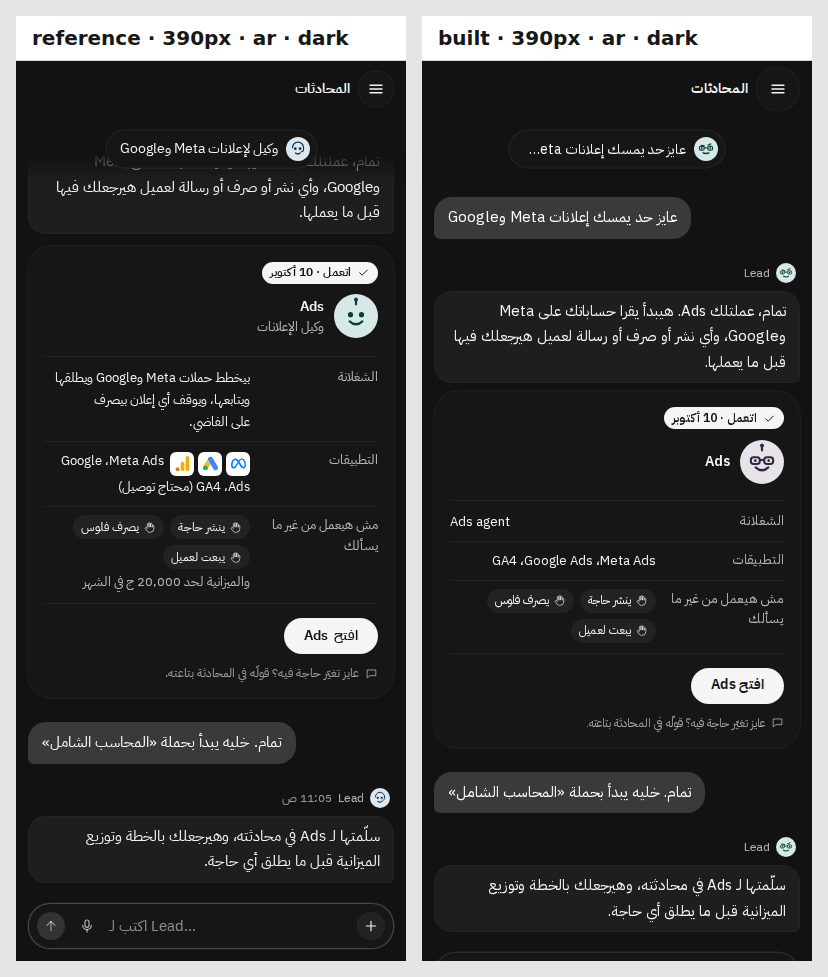 reference · 390px · ar · dark
المحادثات
وكيل لإعلانات Meta وGoogle
تمام، عملتلك
وGoogle، وأي نشر أو صرف أو رسالة لعميل هيرجعلك فيها
قبل ما يعملها.
اتعمل · 10 أكتوبر
Ads
وكيل الإعلانات
الشغلانة
بيخطط حملات Meta وGoogle ويطلقها
ويتابعها، ويوقف أي إعلان بيصرف
على الفاضي.
التطبيقات
Meta Ads، Google
Ads، GA4 (محتاج توصيل)
مش هيعمل من غير ما
يسألك
ينشر حاجة
يصرف فلوس
يبعت لعميل
والميزانية لحد 20,000 ج في الشهر
افتح Ads
عايز تغيّر حاجة فيه؟ قولّه في المحادثة بتاعته.
تمام. خليه يبدأ بحملة «المحاسب الشامل»
Lead 11:05 ص
سلّمتها لـ Ads في محادثته، وهيرجعلك بالخطة وتوزيع
الميزانية قبل ما يطلق أي حاجة.
اكتب لـ Lead...
built · 390px · ar · dark
المحادثات
عايز حد يمسك إعلانات eta...
عايز حد يمسك إعلانات Meta وGoogle
Lead
تمام، عملتلك Ads. هيبدأ يقرا حساباتك على Meta
وGoogle، وأي نشر أو صرف أو رسالة لعميل هيرجعلك فيها
قبل ما يعملها.
اتعمل · 10 أكتوبر
Ads
الشغلانة
Ads agent
التطبيقات
Meta Ads، Google Ads، GA4
مش هيعمل من غير ما
يسألك
ينشر حاجة
يصرف فلوس
يبعت لعميل
افتح Ads
عايز تغيّر حاجة فيه؟ قولّه في المحادثة بتاعته.
تمام. خليه يبدأ بحملة «المحاسب الشامل»
Lead
سلّمتها لـ Ads في محادثته، وهيرجعلك بالخطة وتوزيع
الميزانية قبل ما يطلق أي حاجة.